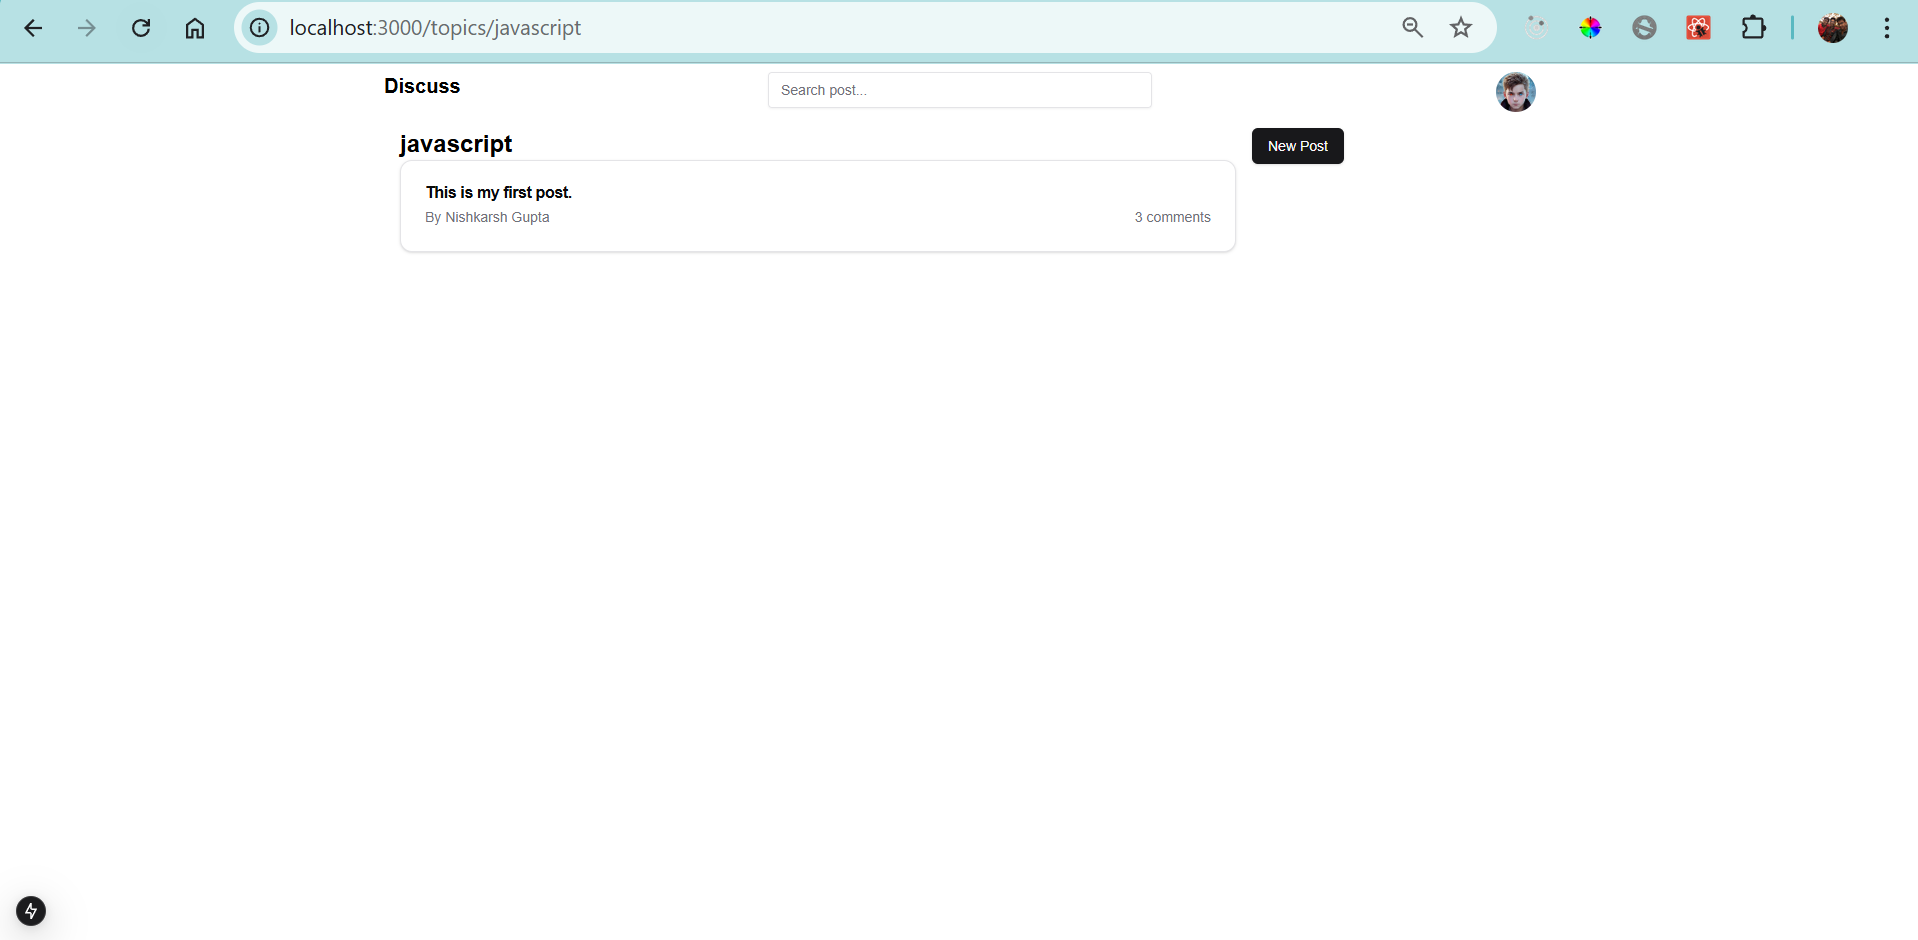 localhost:3000/topics/javascript
Discuss
Search post...
javascript
New Post
This is my first post.
By Nishkarsh Gupta
3 comments